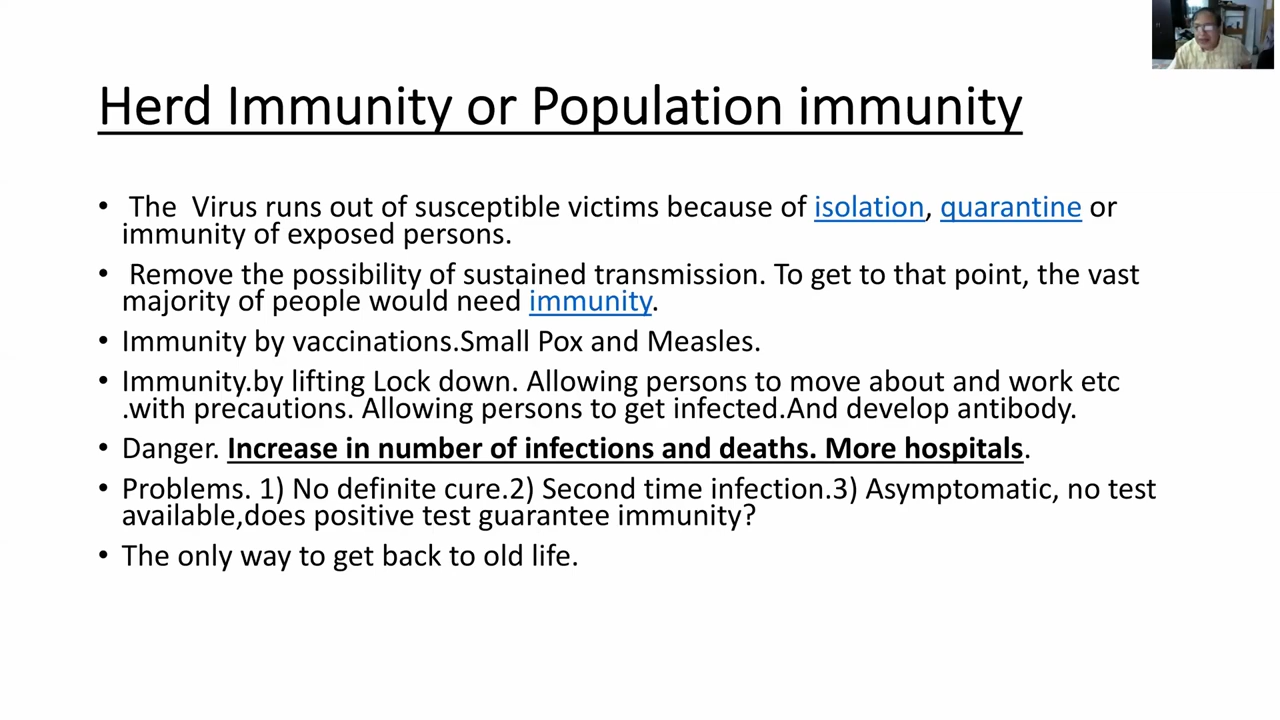 Herd Immunity or Population immunity
• The Virus runs out of susceptible victims because of isolation, quarantine or
immunity of exposed persons.
• Remove the possibility of sustained transmission. To get to that point, the vast
majority of people would need immunity.
• Immunity by vaccinations.Small Pox and Measles.
• Immunity.by lifting Lock down. Allowing persons to move about and work etc
.with precautions. Allowing persons to get infected.And develop antibody.
• Danger. Increase in number of infections and deaths. More hospitals.
• Problems. 1) No definite cure.2) Second time infection.3) Asymptomatic, no test
available,does positive test guarantee immunity?
• The only way to get back to old life.